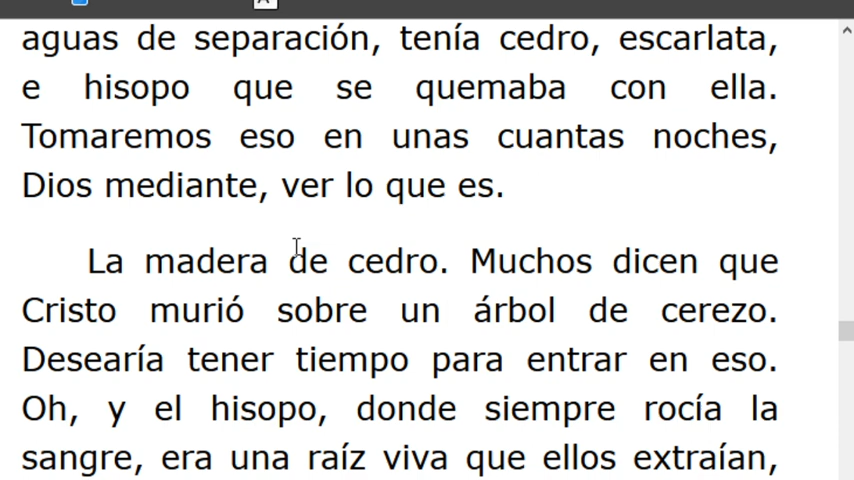 aguas de separación, tenía cedro, escarlata,
e hisopo que se quemaba con ella.
Tomaremos eso en unas cuantas noches,
Dios mediante, ver lo que es.
La madera de cedro. Muchos dicen que
Cristo murió sobre un árbol de cerezo.
Desearía tener tiempo para entrar en eso.
Oh, y el hisopo, donde siempre rocía la
sangre, era una raíz viva que ellos extraían,